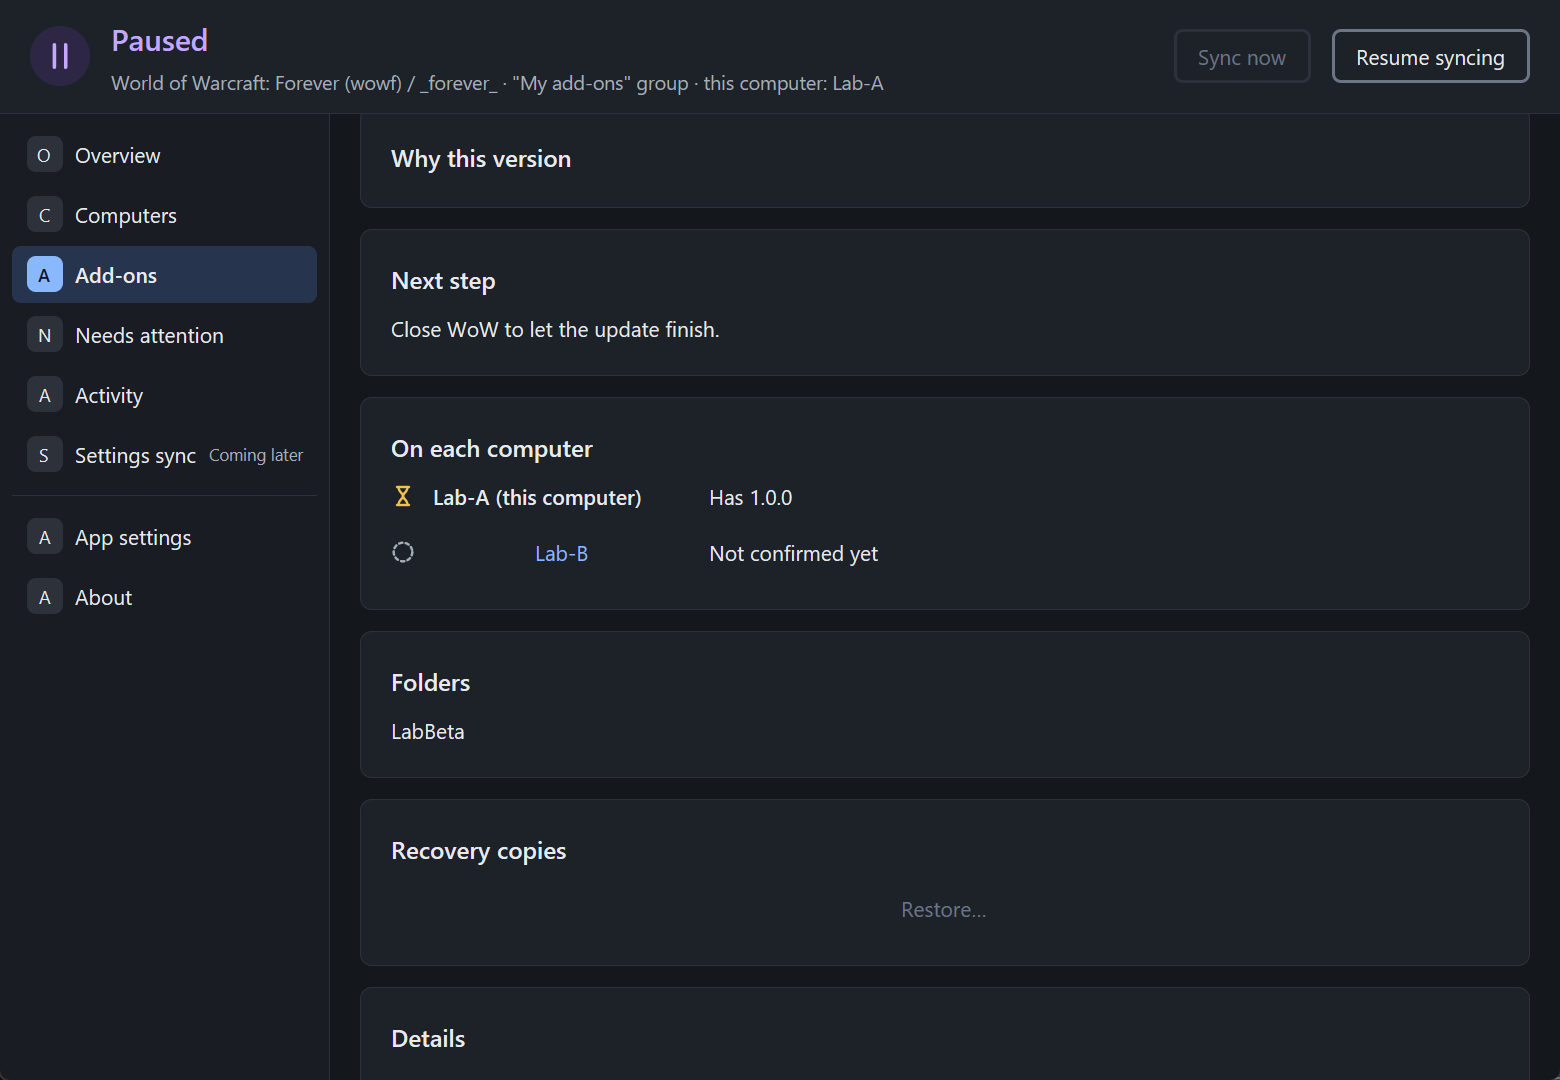 Paused
World of Warcraft: Forever (wowf) / _forever_ · "My add-ons" group · this computer: Lab-A
Sync now
Resume syncing
O Overview
C Computers
A Add-ons
N Needs attention
A Activity
S Settings sync Coming later
A App settings
A About
Why this version
Next step
Close WoW to let the update finish.
On each computer
Lab-A (this computer) Has 1.0.0
Lab-B Not confirmed yet
Folders
LabBeta
Recovery copies
Restore...
Details